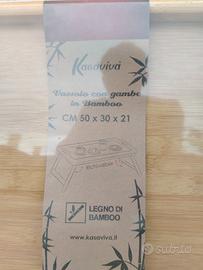 Kasaviva
Vassoio con gambe
in Bamboo
CM 50 x 30 x 21
LEGNO DI
BAMBOO
www.kasaviva.it
subito